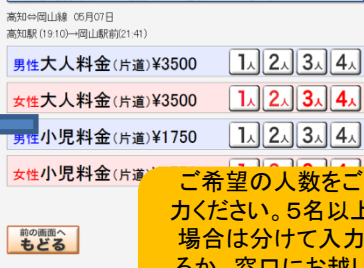 高知⇔岡山線 05月07日
高知駅(19:10)→岡山駅前(21:41)
男性大人料金(片道)¥3500 1人 2人 3人 4人
女性大人料金(片道)¥3500 1人 2人 3人 4人
男性小児料金(片道)¥1750 1人 2人 3人 4人
女性小児料金(片道)¥
ご希望の人数をご
力ください。5名以上
場合は分けて入力
るか、窓口にお越し
前の画面へ
もどる